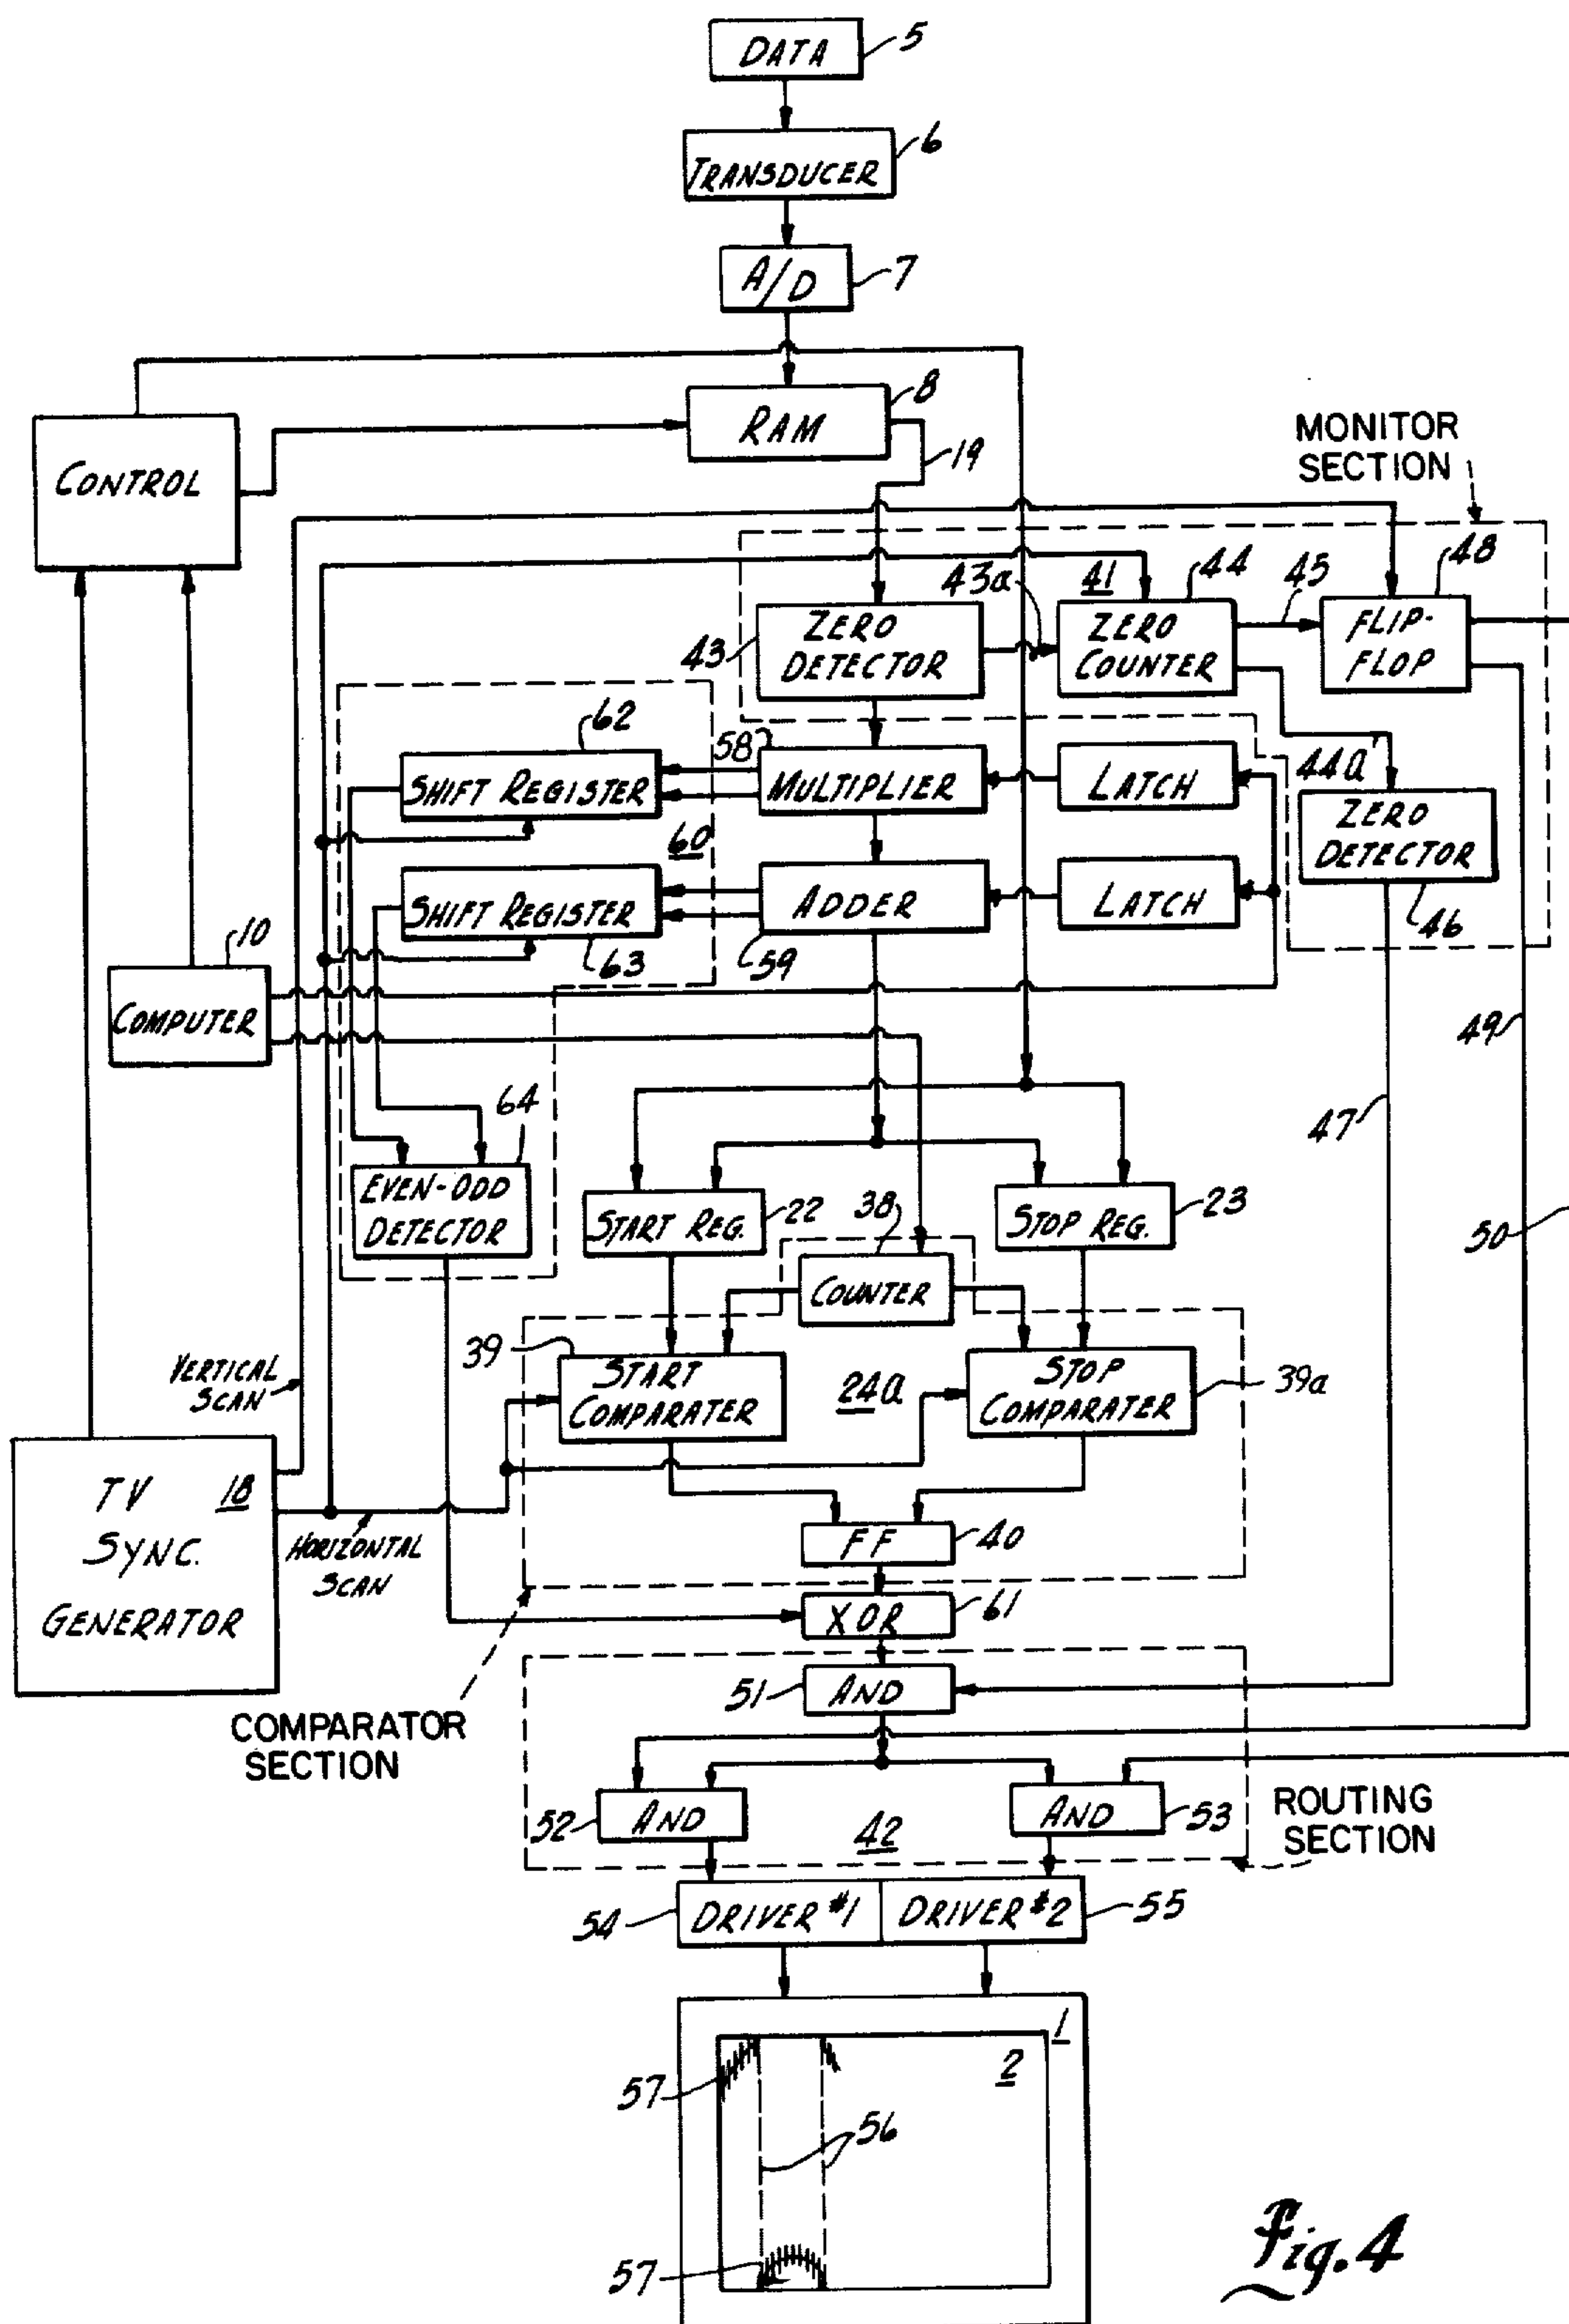 DATA
5
TRANSDUCER
6
A/D
7
RAM
8
19
CONTROL
MONITOR
SECTION
ZERO
DETECTOR
43
43a
41
ZERO
COUNTER
44
45
FLIP-
FLOP
48
62
SHIFT REGISTER
58
MULTIPLIER
LATCH
44a
ZERO
DETECTOR
46
60
SHIFT REGISTER
63
ADDER
59
LATCH
10
COMPUTER
49
47
50
64
EVEN-ODD
DETECTOR
START REG.
22
38
STOP REG.
23
COUNTER
39
START
COMPARATER
24a
STOP
COMPARATER
39a
VERTICAL
SCAN
TV
SYNC.
GENERATOR
18
HORIZONTAL
SCAN
FF
40
XOR
61
COMPARATOR
SECTION
51
AND
52
AND
42
AND
53
ROUTING
SECTION
54
DRIVER #1
DRIVER #2
55
1
2
57
56
57
Fig. 4